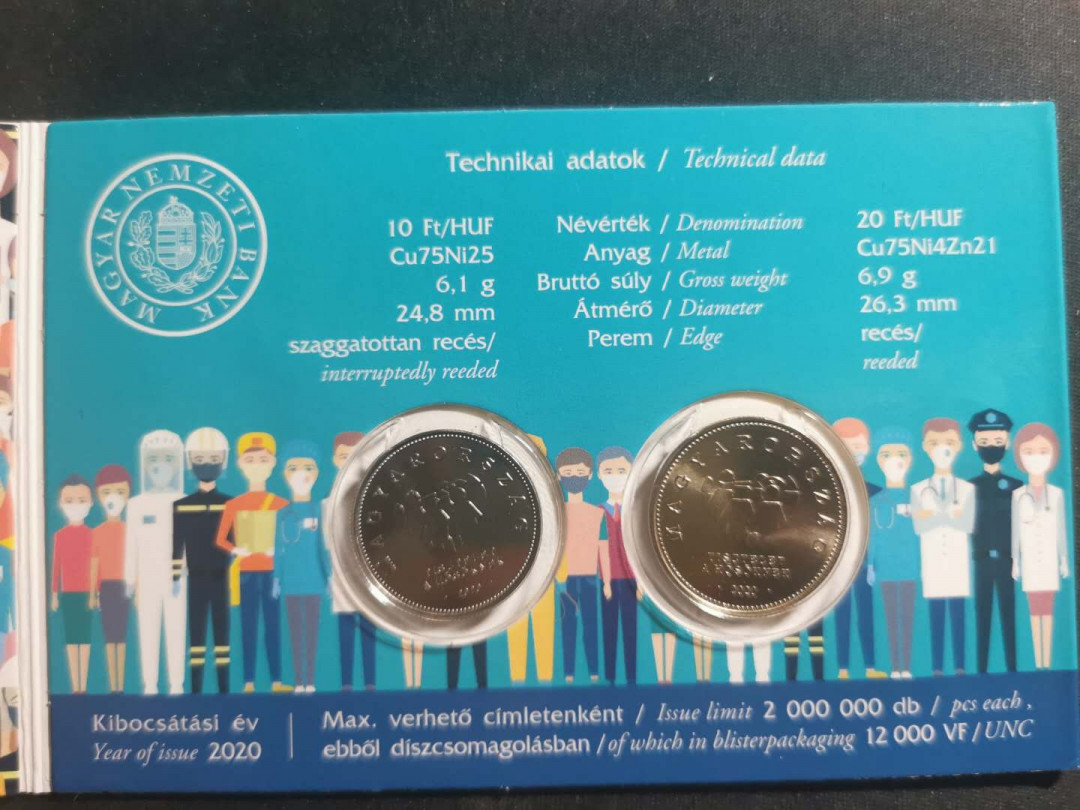 MAGYAR NEMZETI BANK
Technikai adatok / Technical data
10 Ft/HUF Névérték / Denomination 20 Ft/HUF
Cu75Ni25 Anyag / Metal Cu75Ni4Zn21
6,1 g Bruttó súly / Gross weight 6,9 g
24,8 mm Átmérő / Diameter 26,3 mm
szaggatottan recés/ Perem / Edge recés/
interruptedly reeded reeded
MAGYARORSZÁG
MAGYARORSZÁG
2020
Kibocsátási év
Year of issue 2020
Max. verhető címletenként / Issue limit 2 000 000 db / pcs each,
ebből díszcsomagolásban / of which in blisterpackaging 12 000 VF / UNC